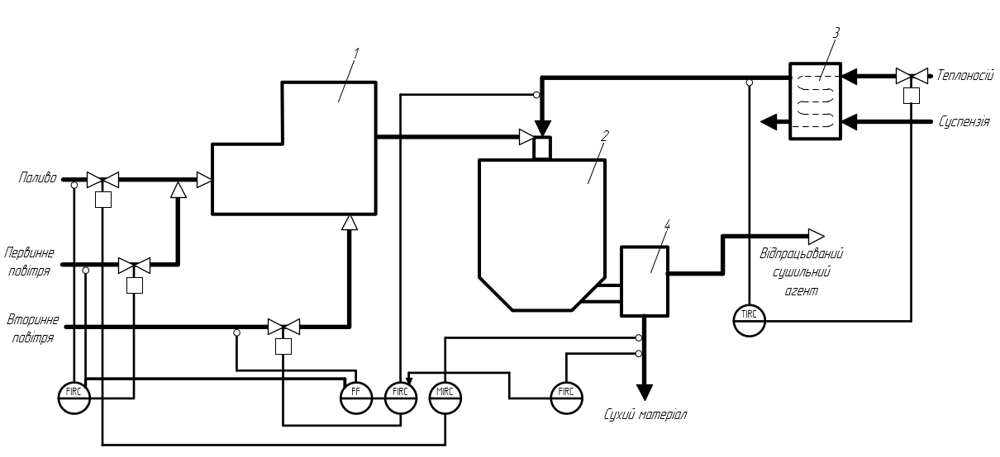 3
1
Теплоносій
Суспензія
2
Паливо
4
Первинне
повітря
Відпрацьований
сушильний
агент
Вторинне
повітря
TIRC
FIRC
FF
FIRC
MIRC
FIRC
Сухий матеріал